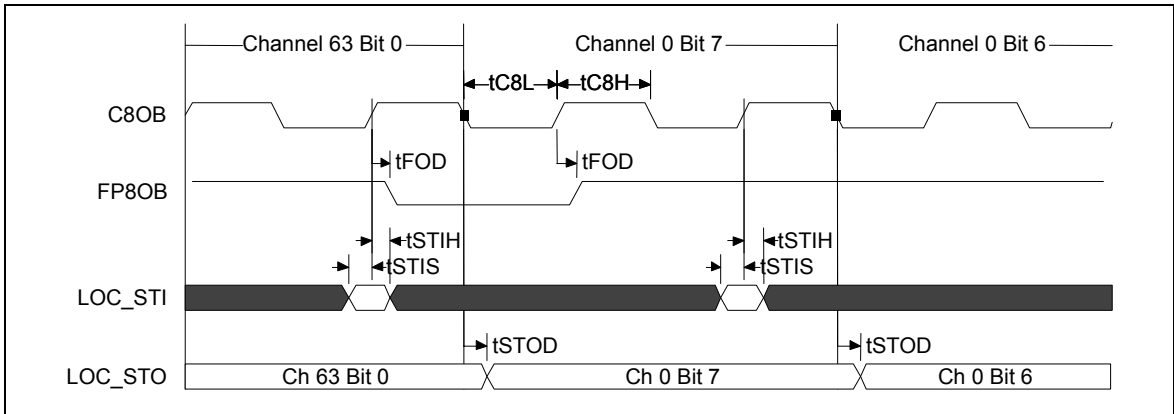 Channel 63 Bit 0 Channel 0 Bit 7 Channel 0 Bit 6
tC8L tC8H
C8OB
tFOD tFOD
FP8OB
tSTIH tSTIH
tSTIS tSTIS
LOC_STI
tSTOD tSTOD
LOC_STO Ch 63 Bit 0 Ch 0 Bit 7 Ch 0 Bit 6